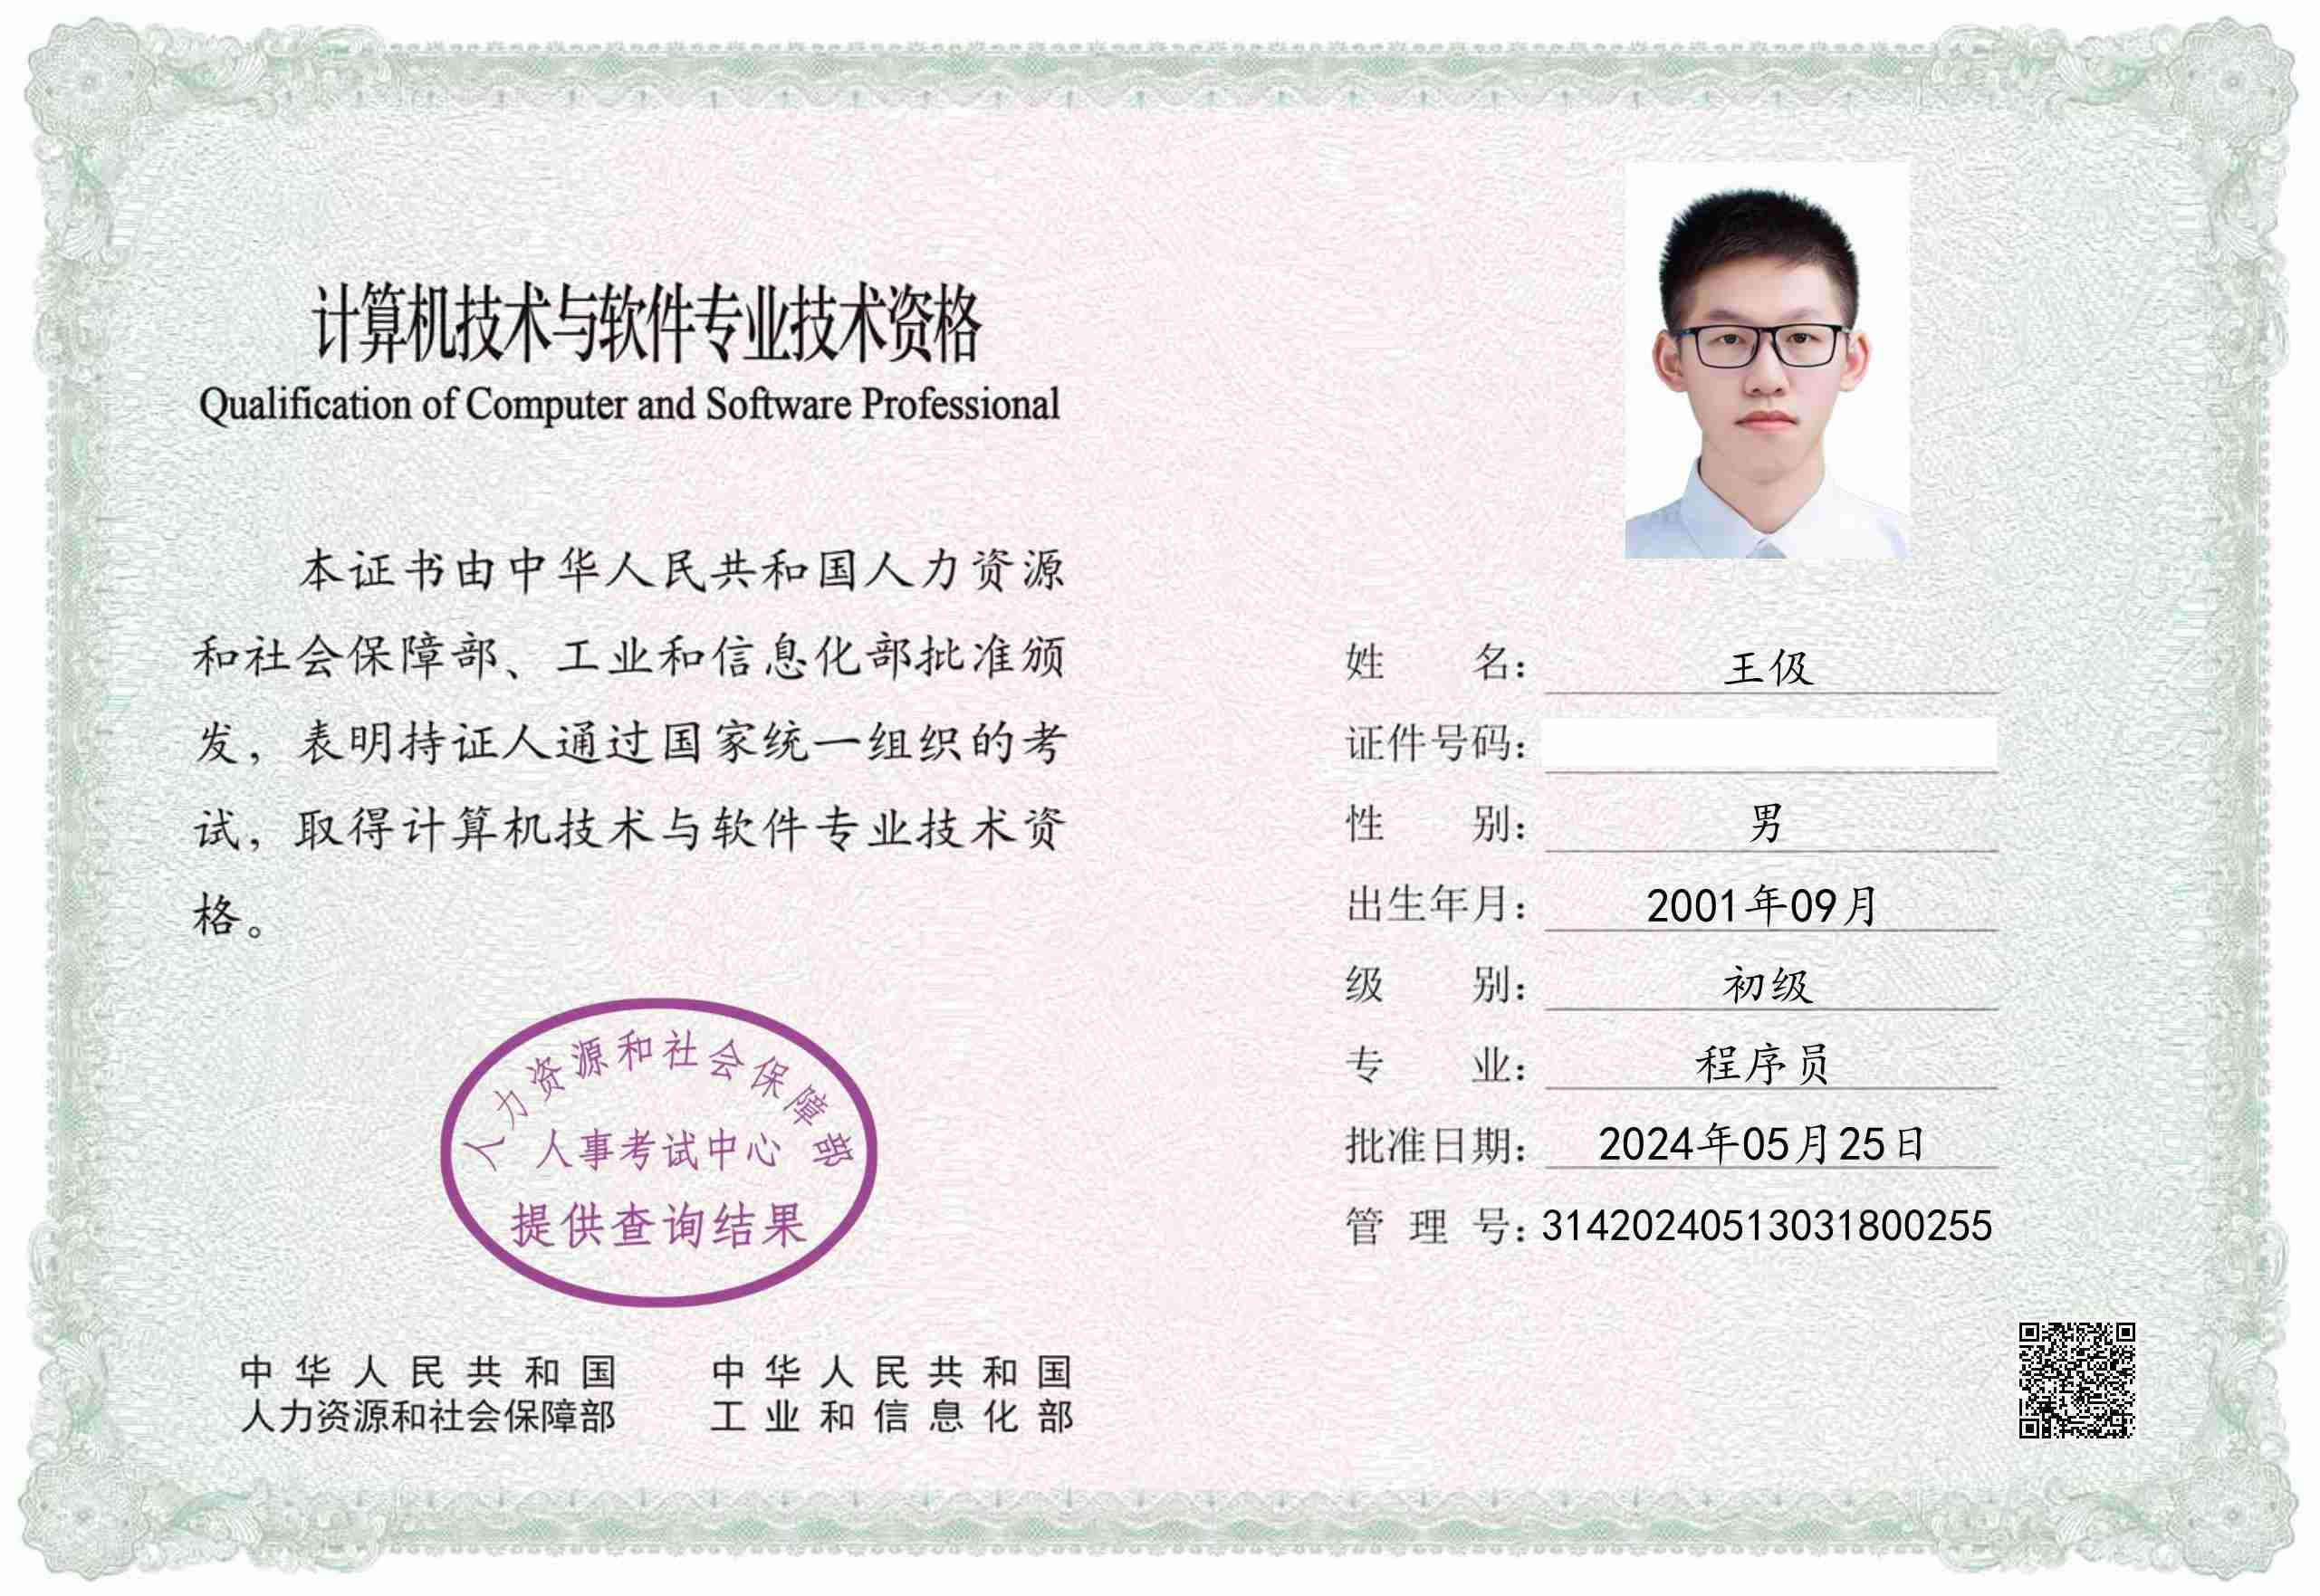 计算机技术与软件专业技术资格
Qualification of Computer and Software Professional
本证书由中华人民共和国人力资源
和社会保障部、工业和信息化部批准颁
发，表明持证人通过国家统一组织的考
试，取得计算机技术与软件专业技术资
格。
人力资源和社会保障部
人事考试中心
提供查询结果
中华人民共和国
人力资源和社会保障部
中华人民共和国
工业和信息化部
姓名：王伋
证件号码：
性别：男
出生年月：2001年09月
级别：初级
专业：程序员
批准日期：2024年05月25日
管理号：31420240513031800255